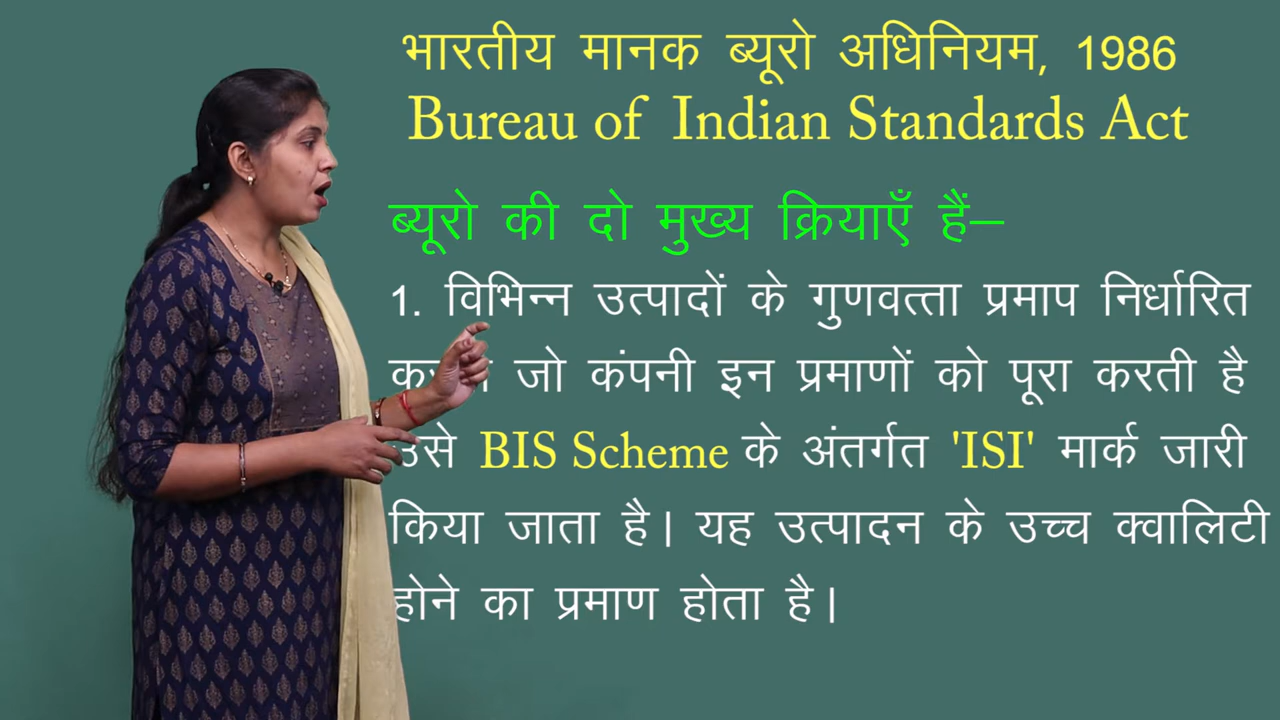 भारतीय मानक ब्यूरो अधिनियम, 1986
Bureau of Indian Standards Act
ब्यूरो की दो मुख्य क्रियाएँ हैं–
1. विभिन्न उत्पादों के गुणवत्ता प्रमाप निर्धारित
जो कंपनी इन प्रमाणों को पूरा करती है
उसे BIS Scheme के अंतर्गत 'ISI' मार्क जारी
किया जाता है। यह उत्पादन के उच्च क्वालिटी
होने का प्रमाण होता है।